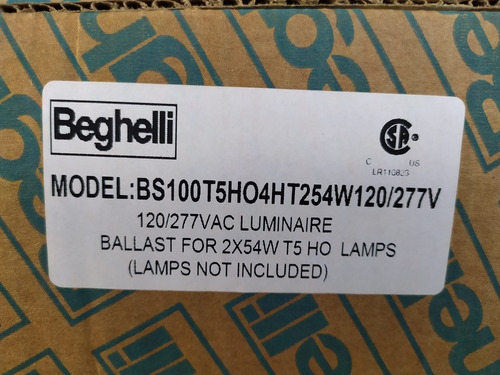 Beghelli
C US
LR110823
MODEL:BS100T5HO4HT254W120/277V
120/277VAC LUMINAIRE
BALLAST FOR 2X54W T5 HO LAMPS
(LAMPS NOT INCLUDED)